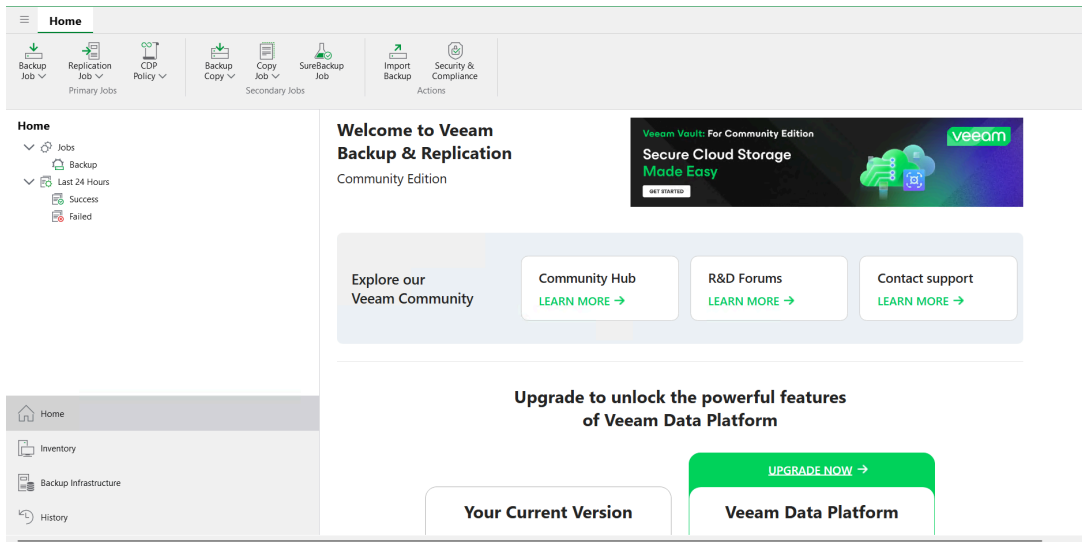 Home
Backup
Job
Replication
Job
CDP
Policy
Primary Jobs
Backup
Copy
Copy
Job
SureBackup
Job
Secondary Jobs
Import
Backup
Security &
Compliance
Actions
Home
Jobs
Backup
Last 24 Hours
Success
Failed
Home
Inventory
Backup Infrastructure
History
Welcome to Veeam
Backup & Replication
Community Edition
Veeam Vault: For Community Edition
Secure Cloud Storage
Made Easy
GET STARTED
veeam
Explore our
Veeam Community
Community Hub
LEARN MORE →
R&D Forums
LEARN MORE →
Contact support
LEARN MORE →
Upgrade to unlock the powerful features
of Veeam Data Platform
UPGRADE NOW →
Your Current Version
Veeam Data Platform